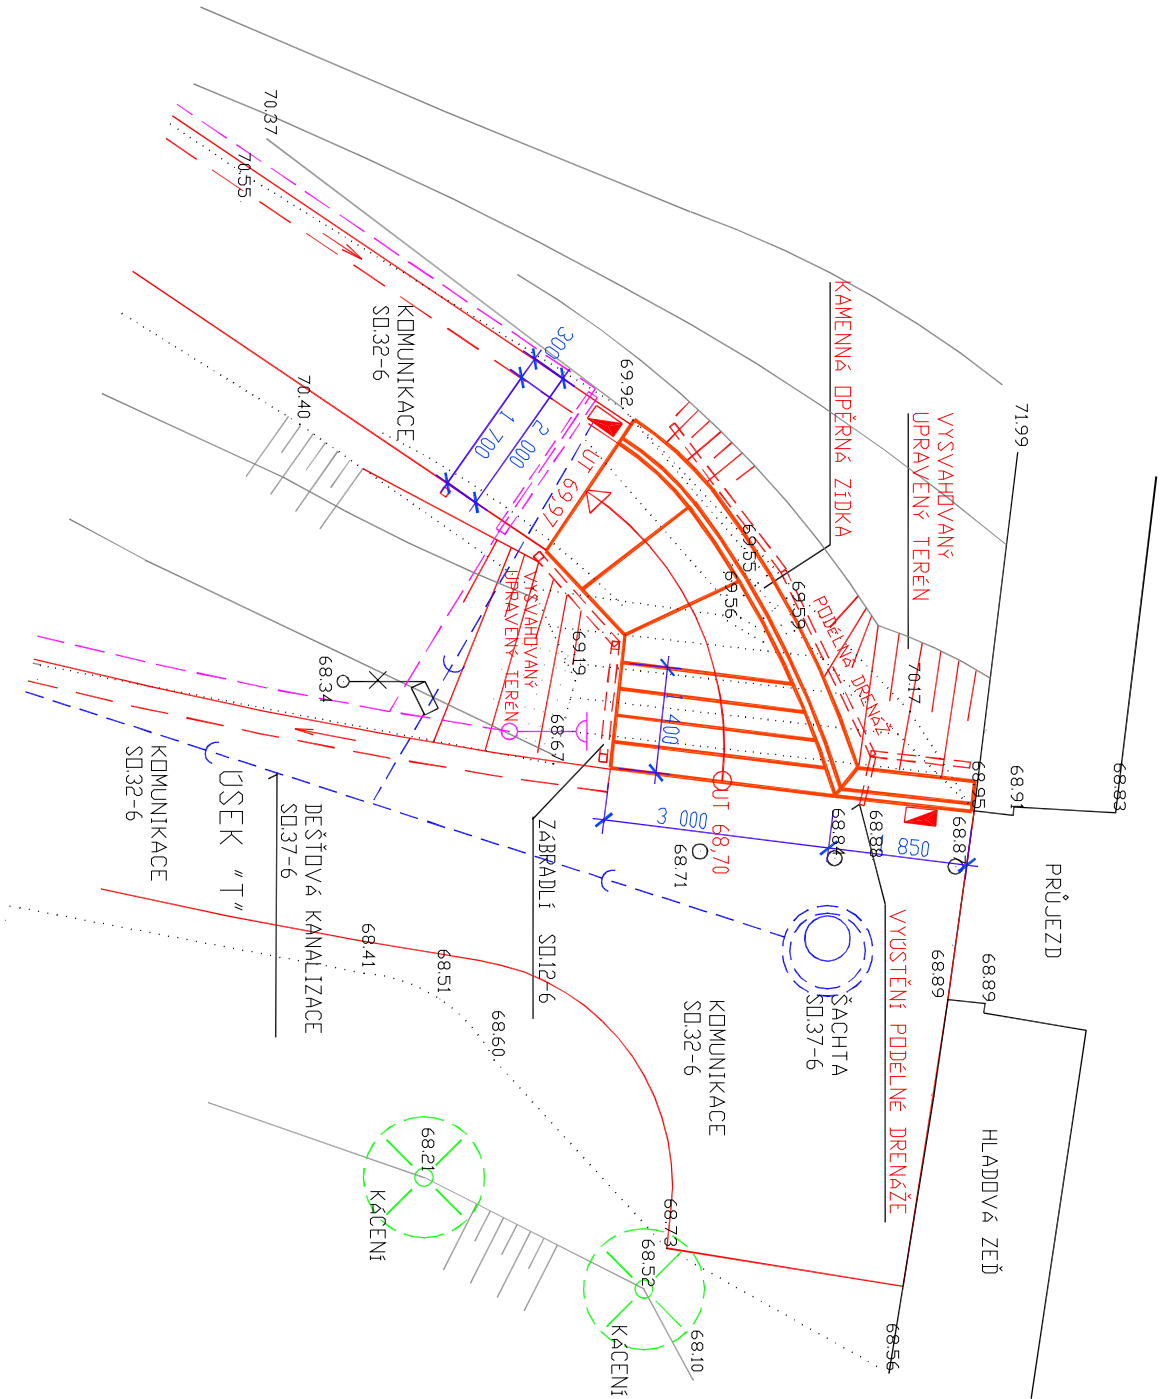 70.37
70.55
KOMUNIKACE
SO.32-6
70.40
300
1 700
2 000
69.92
ÚT 69,97
KAMENNÁ OPĚRNÁ ZÍDKA
VYSVAHOVANÝ
UPRAVENÝ TERÉN
71.99
69.55
69.56
69.59
PODÉLNÁ DRENÁŽ
70.17
VYSVAHOVANÝ
UPRAVENÝ TERÉN
69.19
68.67
68.34
1 400
ÚT 68,70
3 000
850
68.84
68.88
68.87
68.95
68.91
68.83
68.71
PRŮJEZD
KOMUNIKACE
SO.32-6
ÚSEK "T"
DEŠŤOVÁ KANALIZACE
SO.37-6
ZÁBRADLÍ SO.12-6
VYÚSTĚNÍ PODÉLNÉ DRENÁŽE
68.89
68.89
ŠACHTA
SO.37-6
KOMUNIKACE
SO.32-6
68.41
68.51
68.60
HLADOVÁ ZEĎ
68.21
KÁCENÍ
68.73
68.52
KÁCENÍ
68.10
68.56